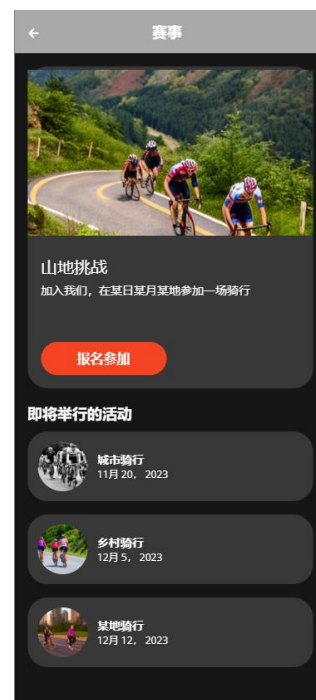 赛事
山地挑战
加入我们，在某日某月某地参加一场骑行
报名参加
即将举行的活动
城市骑行
11月 20， 2023
乡村骑行
12月 5， 2023
某地骑行
12月 12， 2023